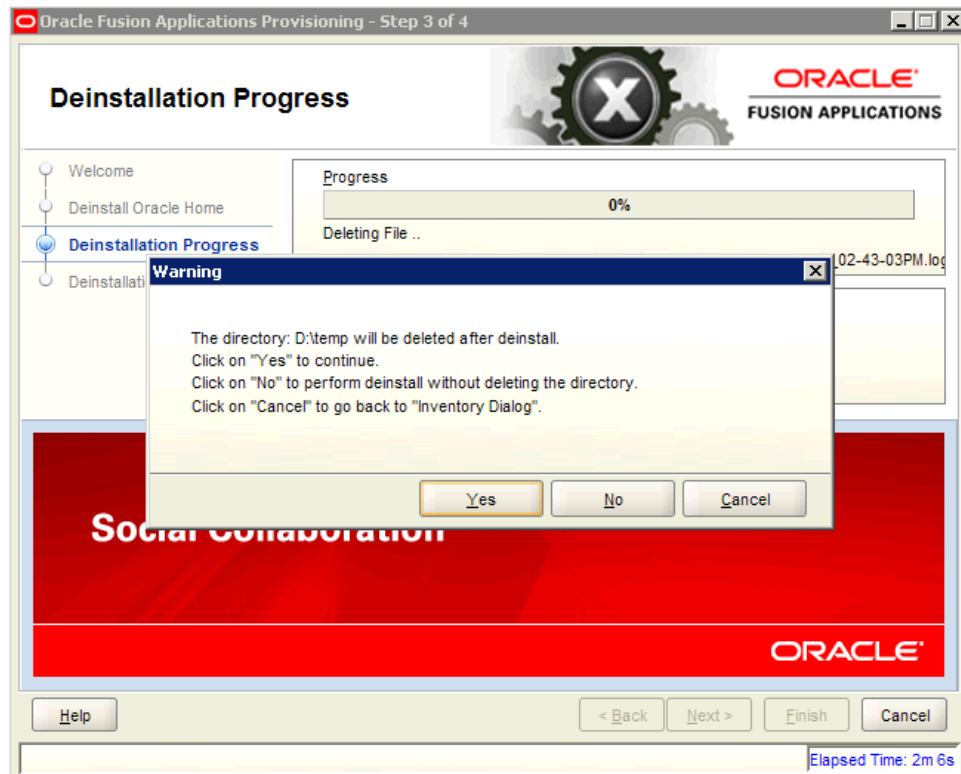 Oracle Fusion Applications Provisioning - Step 3 of 4
Deinstallation Progress
ORACLE
FUSION APPLICATIONS
Welcome
Deinstall Oracle Home
Deinstallation Progress
Progress
0%
Deleting File ..
02-43-03PM.log
Warning
The directory: D:\temp will be deleted after deinstall.
Click on "Yes" to continue.
Click on "No" to perform deinstall without deleting the directory.
Click on "Cancel" to go back to "Inventory Dialog".
Yes
No
Cancel
Social Collaboration
ORACLE
Help
< Back
Next >
Finish
Cancel
Elapsed Time: 2m 6s